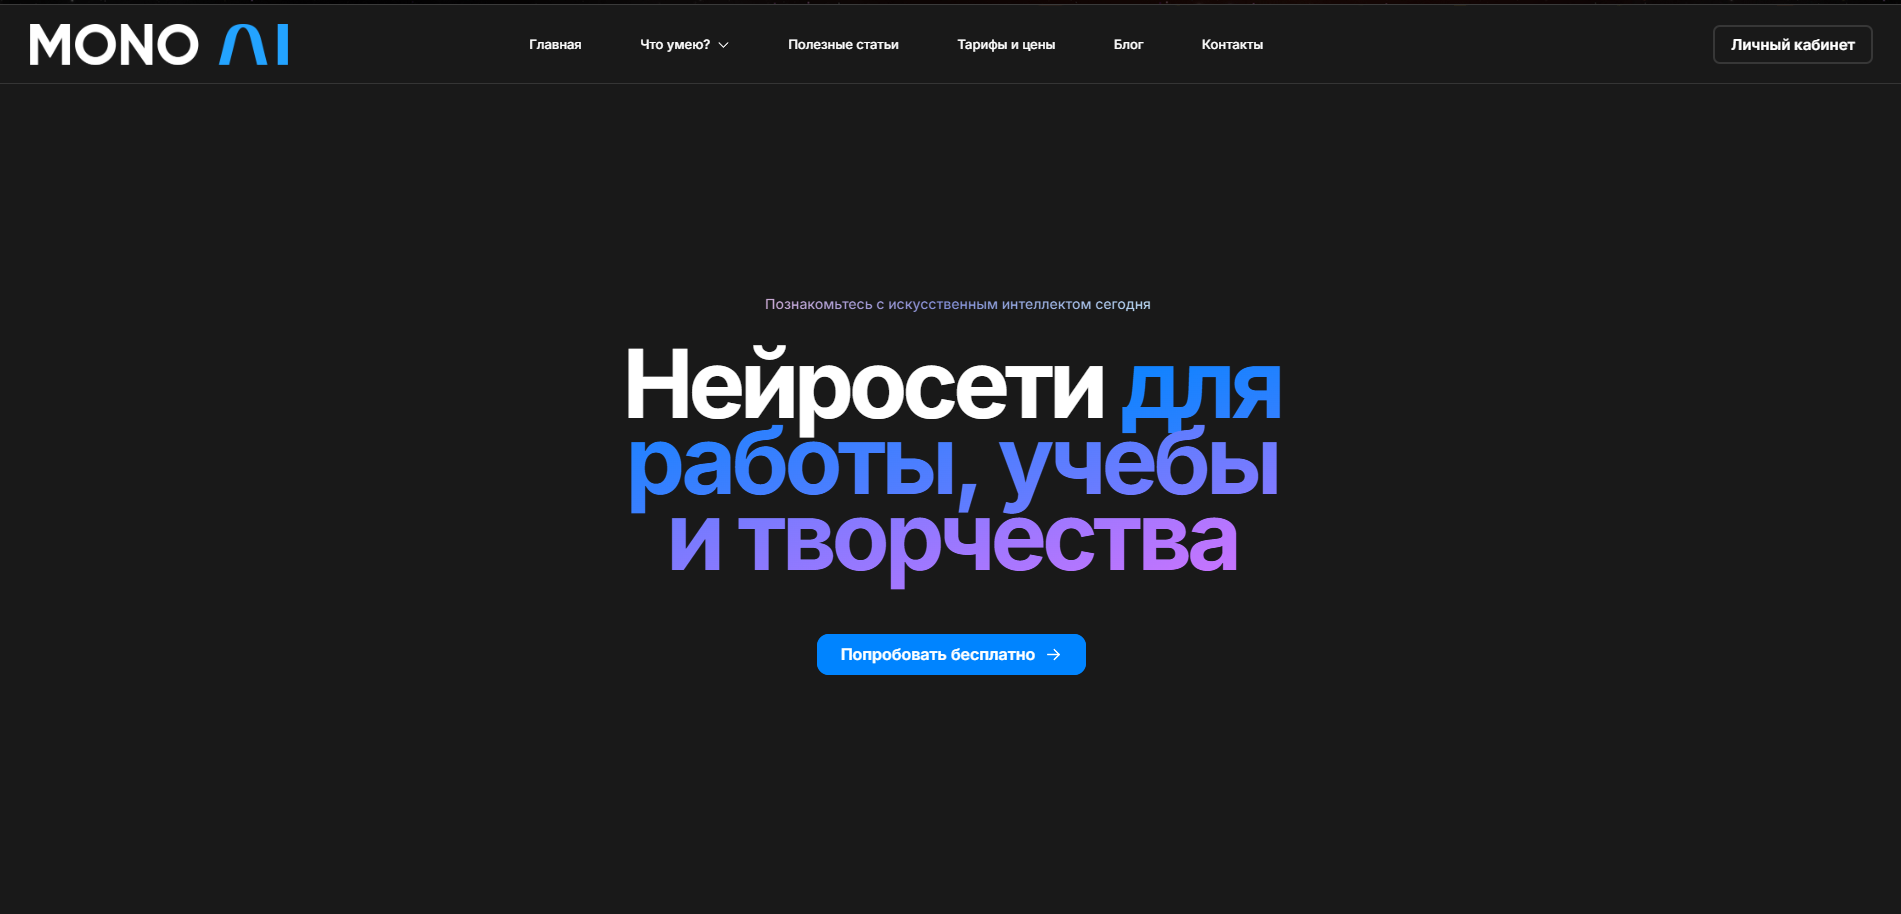 MONO AI
Главная
Что умею?
Полезные статьи
Тарифы и цены
Блог
Контакты
Личный кабинет
Познакомьтесь с искусственным интеллектом сегодня
Нейросети для
работы, учебы
и творчества
Попробовать бесплатно